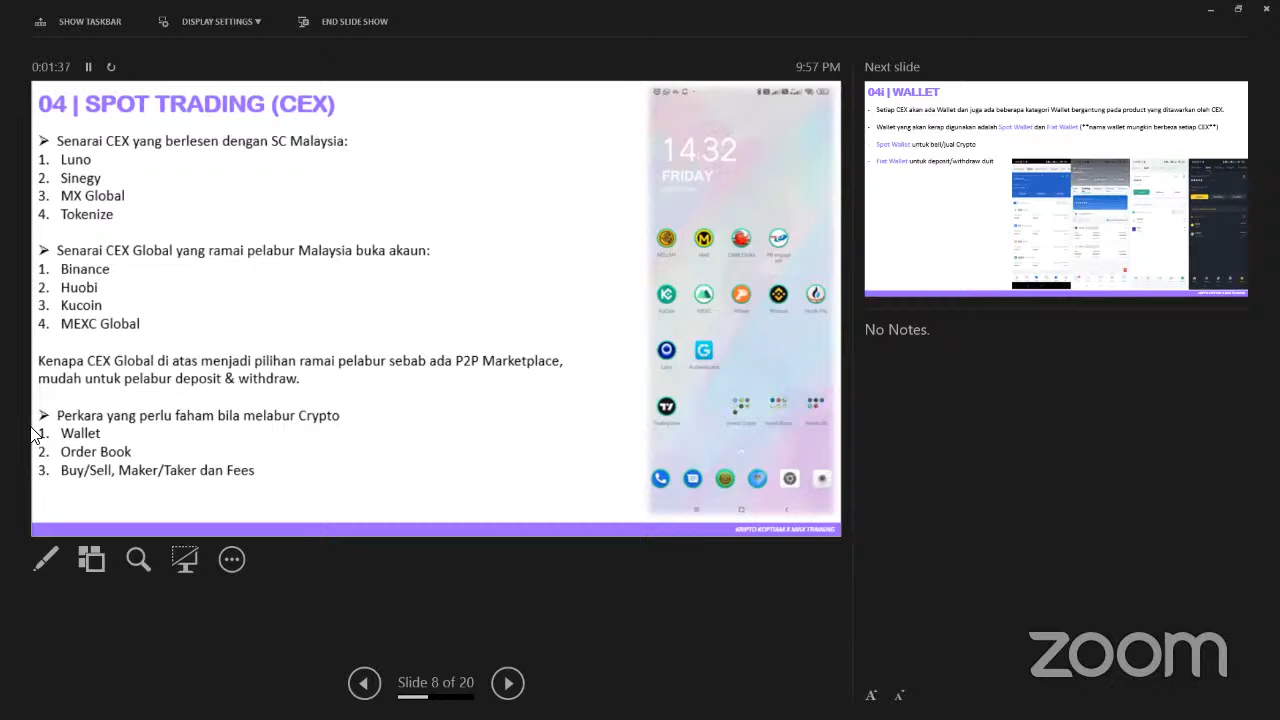 SHOW TASKBAR DISPLAY SETTINGS ▼ END SLIDE SHOW
0:01:37 9:57 PM
04 | SPOT TRADING (CEX)
➢ Senarai CEX yang berlesen dengan SC Malaysia:
1. Luno
2. Sinegy
3. MX Global
4. Tokenize
➢ Senarai CEX Global yang ramai pelabur Malaysia buka akaun:
1. Binance
2. Huobi
3. Kucoin
4. MEXC Global
Kenapa CEX Global di atas menjadi pilihan ramai pelabur sebab ada P2P Marketplace,
mudah untuk pelabur deposit & withdraw.
➢ Perkara yang perlu faham bila melabur Crypto
1. Wallet
2. Order Book
3. Buy/Sell, Maker/Taker dan Fees
14:32
FRIDAY
KuCoin MEXC Binance
Luno Authenticator
TradingView
KRIPTO KOPITIAM X MAX TRAINING
Next slide
04i | WALLET
- Setiap CEX akan ada Wallet dan juga ada beberapa kategori Wallet bergantung pada product yang ditawarkan oleh CEX.
- Wallet yang akan kerap digunakan adalah Spot Wallet dan Fiat Wallet (**nama wallet mungkin berbeza setiap CEX**)
- Spot Wallet untuk beli/jual Crypto
- Fiat Wallet untuk deposit/withdraw duit
No Notes.
Slide 8 of 20
A A
zoom